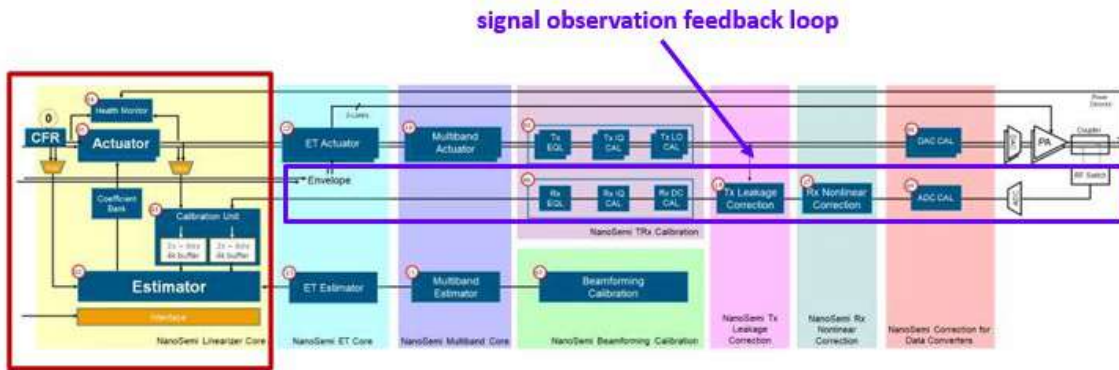 signal observation feedback loop
Health Monitor
0
CFR
Actuator
ET Actuator
Multiband
Actuator
Tx
EQL
Tx IQ
CAL
Tx LO
CAL
DAC CAL
PA
Coupler
RF Switch
Envelope
Coefficient
Bank
Calibration Unit
4k buffer
4k buffer
Rx
EQL
Rx IQ
CAL
Rx DC
CAL
Tx Leakage
Correction
Rx Nonlinear
Correction
ADC CAL
ADC
NanoSemi TRx Calibration
Estimator
ET Estimator
Multiband
Estimator
Beamforming
Calibration
Interface
NanoSemi Linearizer Core
NanoSemi ET Core
NanoSemi Multiband Core
NanoSemi Beamforming Calibration
NanoSemi Tx
Leakage
Correction
NanoSemi Rx
Nonlinear
Correction
NanoSemi Correction for
Data Converters